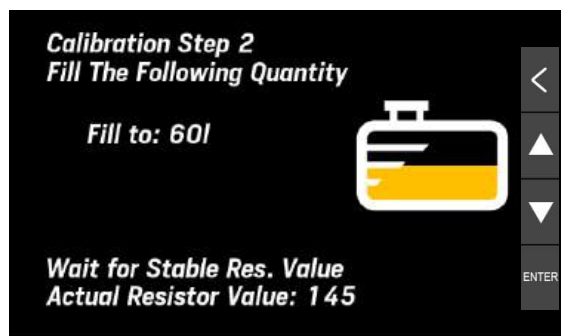 Calibration Step 2
Fill The Following Quantity
Fill to: 60l
Wait for Stable Res. Value
Actual Resistor Value: 145
ENTER